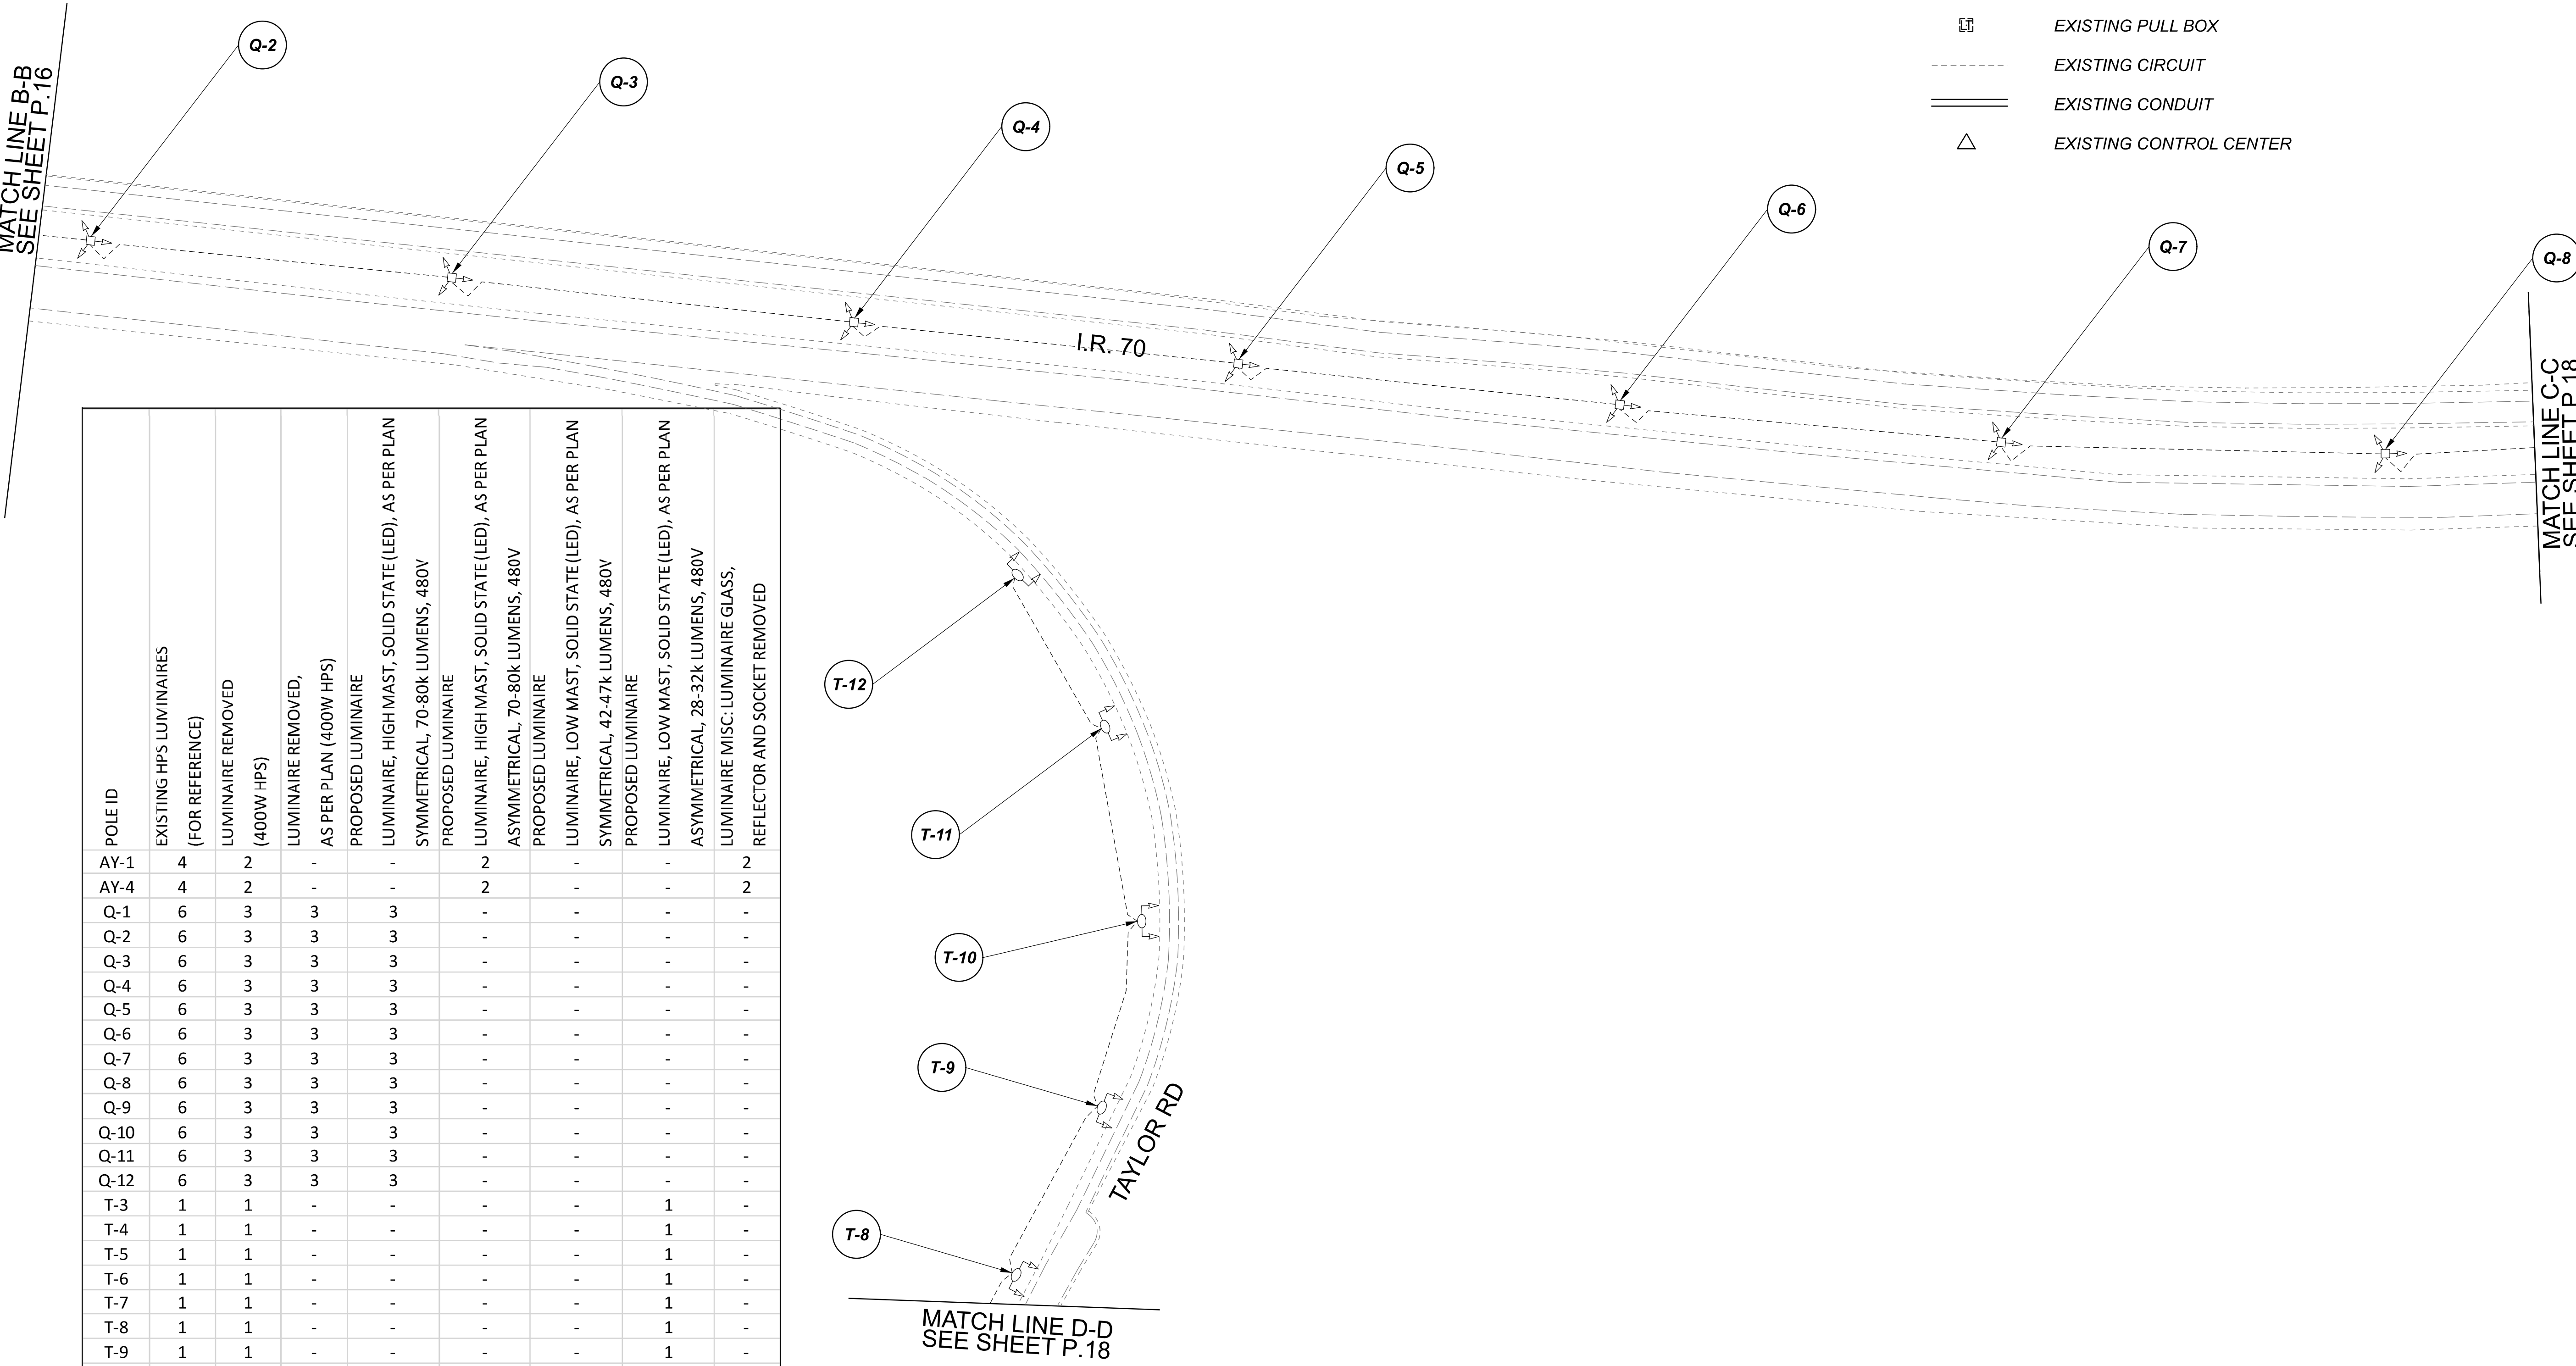 EXISTING PULL BOX
EXISTING CIRCUIT
EXISTING CONDUIT
EXISTING CONTROL CENTER
MATCH LINE B-B
SEE SHEET P.16
Q-2
Q-3
Q-4
Q-5
Q-6
Q-7
Q-8
I.R. 70
MATCH LINE C-C
SEE SHEET P.18
POLE ID
EXISTING HPS LUMINAIRES
(FOR REFERENCE)
LUMINAIRE REMOVED
(400W HPS)
LUMINAIRE REMOVED,
AS PER PLAN (400W HPS)
PROPOSED LUMINAIRE
LUMINAIRE, HIGH MAST, SOLID STATE (LED), AS PER PLAN
SYMMETRICAL, 70-80k LUMENS, 480V
PROPOSED LUMINAIRE
LUMINAIRE, HIGH MAST, SOLID STATE (LED), AS PER PLAN
ASYMMETRICAL, 70-80k LUMENS, 480V
PROPOSED LUMINAIRE
LUMINAIRE, LOW MAST, SOLID STATE (LED), AS PER PLAN
SYMMETRICAL, 42-47k LUMENS, 480V
PROPOSED LUMINAIRE
LUMINAIRE, LOW MAST, SOLID STATE (LED), AS PER PLAN
ASYMMETRICAL, 28-32k LUMENS, 480V
LUMINAIRE MISC: LUMINAIRE GLASS,
REFLECTOR AND SOCKET REMOVED
AY-1 4 2 - - 2 - - 2
AY-4 4 2 - - 2 - - 2
Q-1 6 3 3 3 - - - -
Q-2 6 3 3 3 - - - -
Q-3 6 3 3 3 - - - -
Q-4 6 3 3 3 - - - -
Q-5 6 3 3 3 - - - -
Q-6 6 3 3 3 - - - -
Q-7 6 3 3 3 - - - -
Q-8 6 3 3 3 - - - -
Q-9 6 3 3 3 - - - -
Q-10 6 3 3 3 - - - -
Q-11 6 3 3 3 - - - -
Q-12 6 3 3 3 - - - -
T-3 1 1 - - - - 1 -
T-4 1 1 - - - - 1 -
T-5 1 1 - - - - 1 -
T-6 1 1 - - - - 1 -
T-7 1 1 - - - - 1 -
T-8 1 1 - - - - 1 -
T-9 1 1 - - - - 1 -
T-12
T-11
T-10
T-9
T-8
TAYLOR RD
MATCH LINE D-D
SEE SHEET P.18